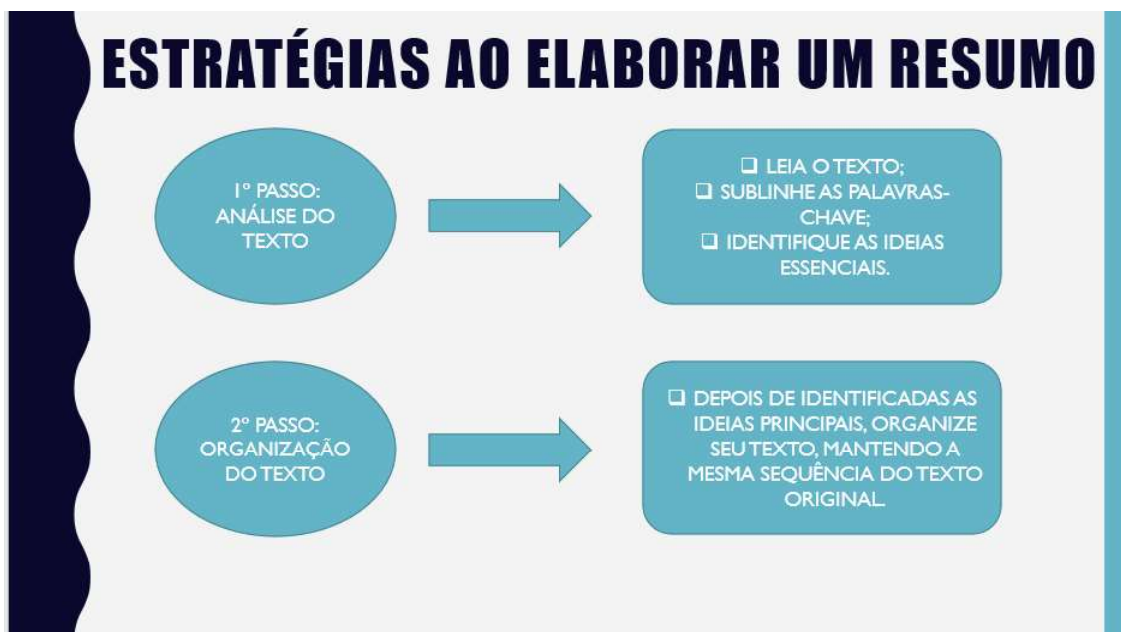 ESTRATÉGIAS AO ELABORAR UM RESUMO
1º PASSO:
ANÁLISE DO
TEXTO
❑ LEIA O TEXTO;
❑ SUBLINHE AS PALAVRAS-
CHAVE;
❑ IDENTIFIQUE AS IDEIAS
ESSENCIAIS.
2º PASSO:
ORGANIZAÇÃO
DO TEXTO
❑ DEPOIS DE IDENTIFICADAS AS
IDEIAS PRINCIPAIS, ORGANIZE
SEU TEXTO, MANTENDO A
MESMA SEQUÊNCIA DO TEXTO
ORIGINAL.